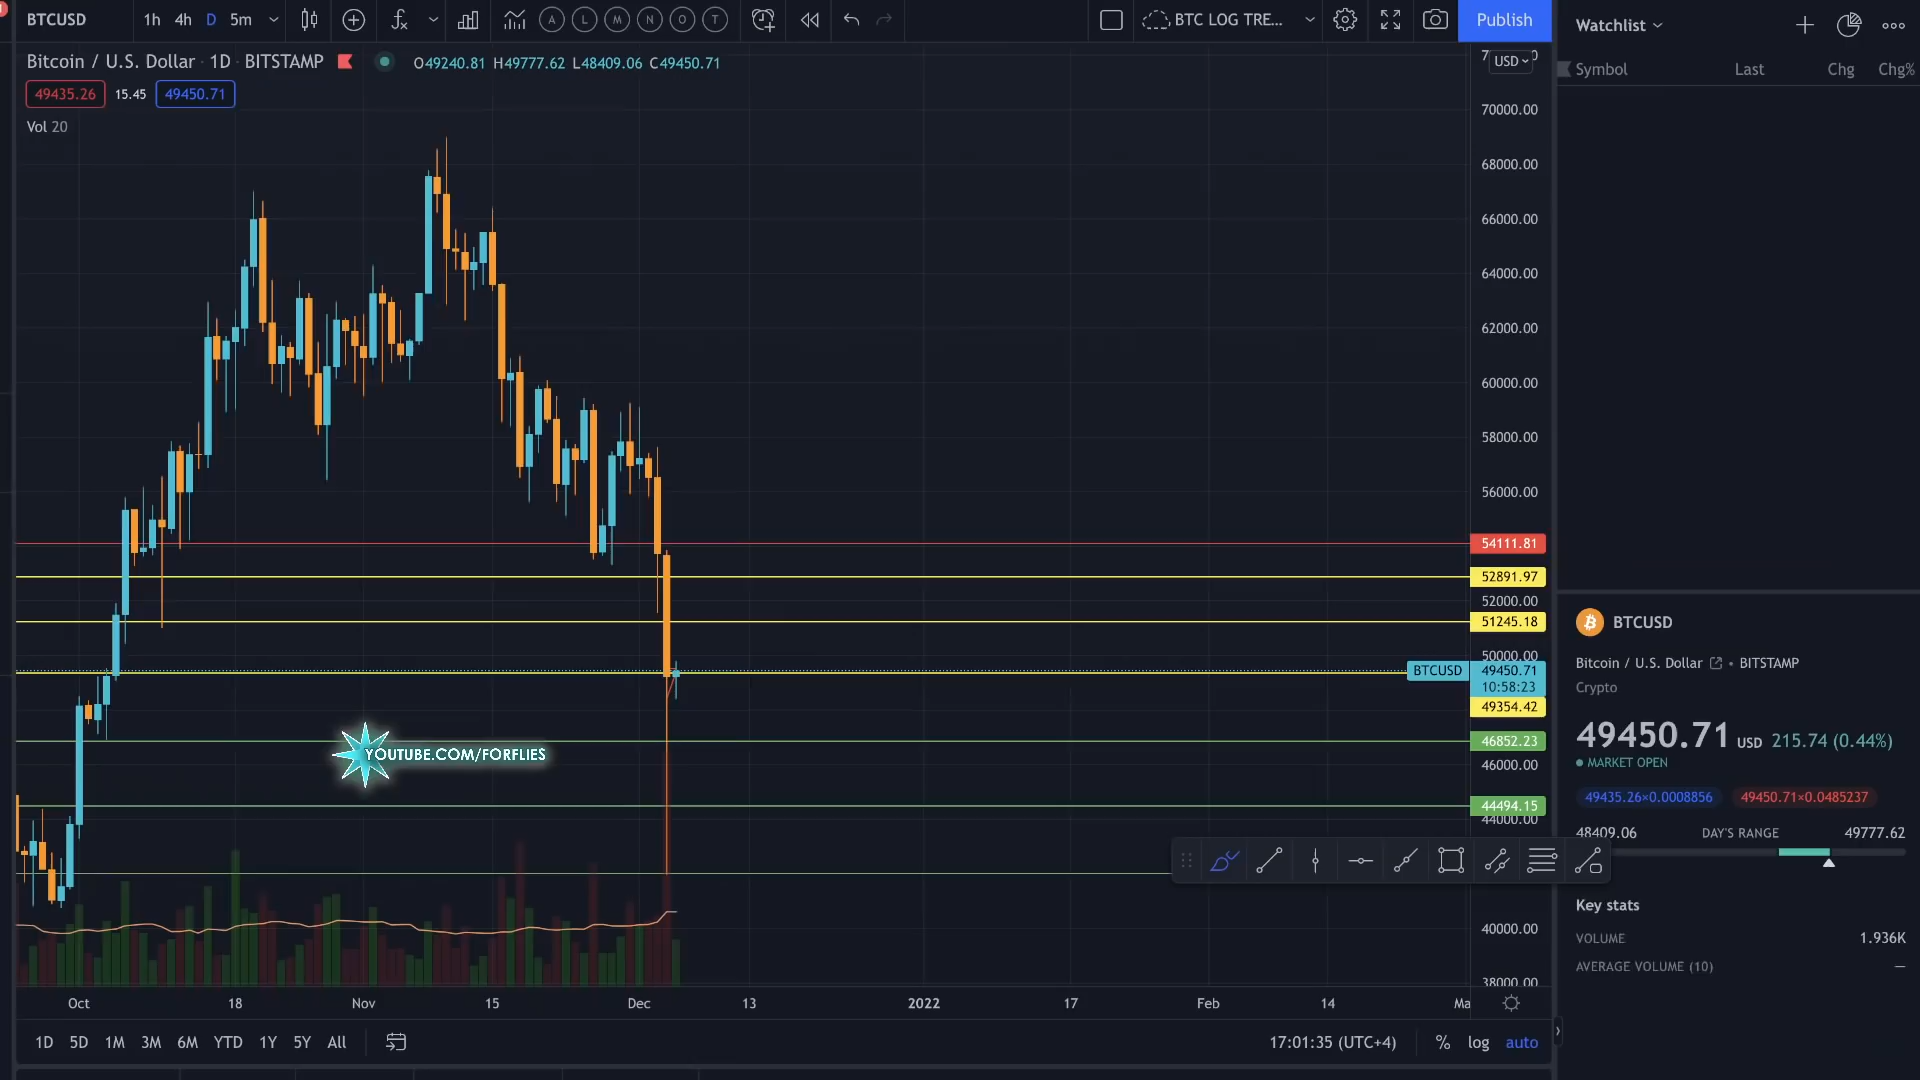 BTCUSD 1h 4h D 5m A L M N O T BTC LOG TRE... Publish
Watchlist
Bitcoin / U.S. Dollar · 1D · BITSTAMP O49240.81 H49777.62 L48409.06 C49450.71
USD
49435.26 15.45 49450.71
Vol 20
Symbol Last Chg Chg%
70000.00
68000.00
66000.00
64000.00
62000.00
60000.00
58000.00
56000.00
54111.81
52891.97
52000.00
51245.18
50000.00
BTCUSD 49450.71
10:58:23
49354.42
46852.23
46000.00
44494.15
44000.00
40000.00
38000.00
YOUTUBE.COM/FORFLIES
Oct 18 Nov 15 Dec 13 2022 17 Feb 14 Ma
1D 5D 1M 3M 6M YTD 1Y 5Y All 17:01:35 (UTC+4) % log auto
BTCUSD
Bitcoin / U.S. Dollar • BITSTAMP
Crypto
49450.71 USD 215.74 (0.44%)
MARKET OPEN
49435.26×0.0008856 49450.71×0.0485237
48409.06 DAY'S RANGE 49777.62
Key stats
VOLUME 1.936K
AVERAGE VOLUME (10) —